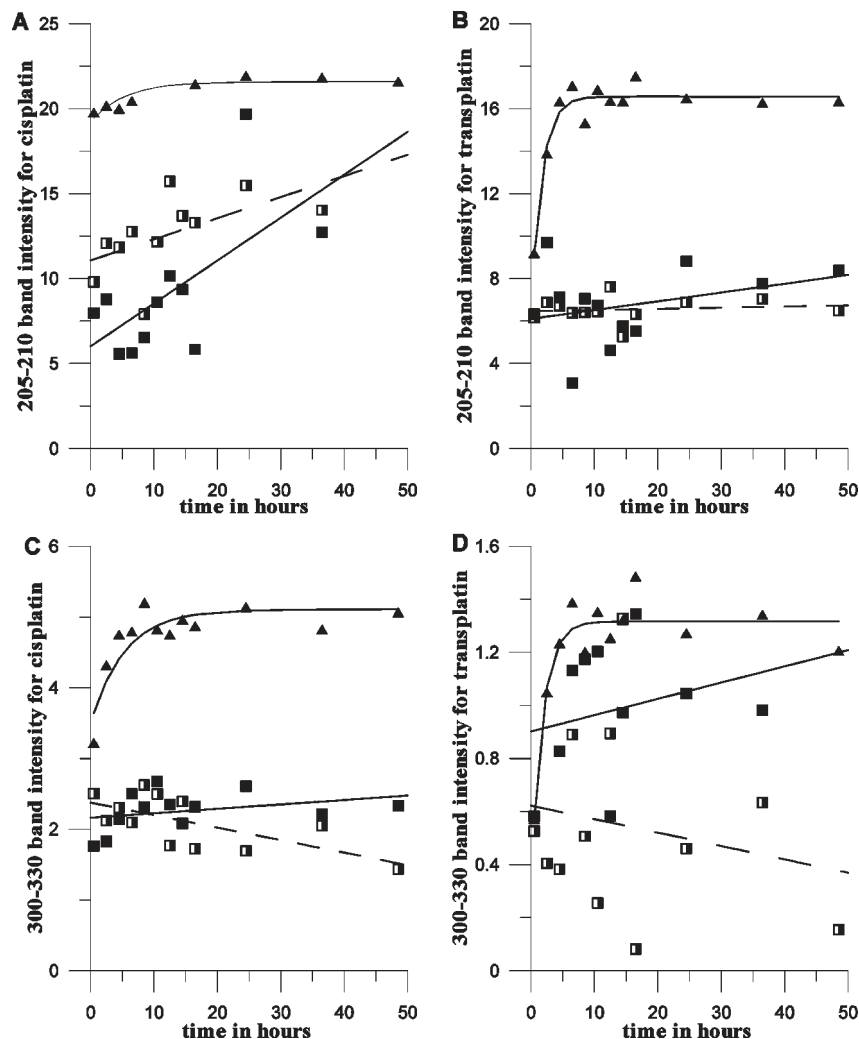 A
205-210 band intensity for cisplatin
25
20
15
10
5
0
0 10 20 30 40 50
time in hours
B
205-210 band intensity for transplatin
20
16
12
8
4
0
0 10 20 30 40 50
time in hours
C
300-330 band intensity for cisplatin
6
4
2
0
0 10 20 30 40 50
time in hours
D
300-330 band intensity for transplatin
1.6
1.2
0.8
0.4
0
0 10 20 30 40 50
time in hours